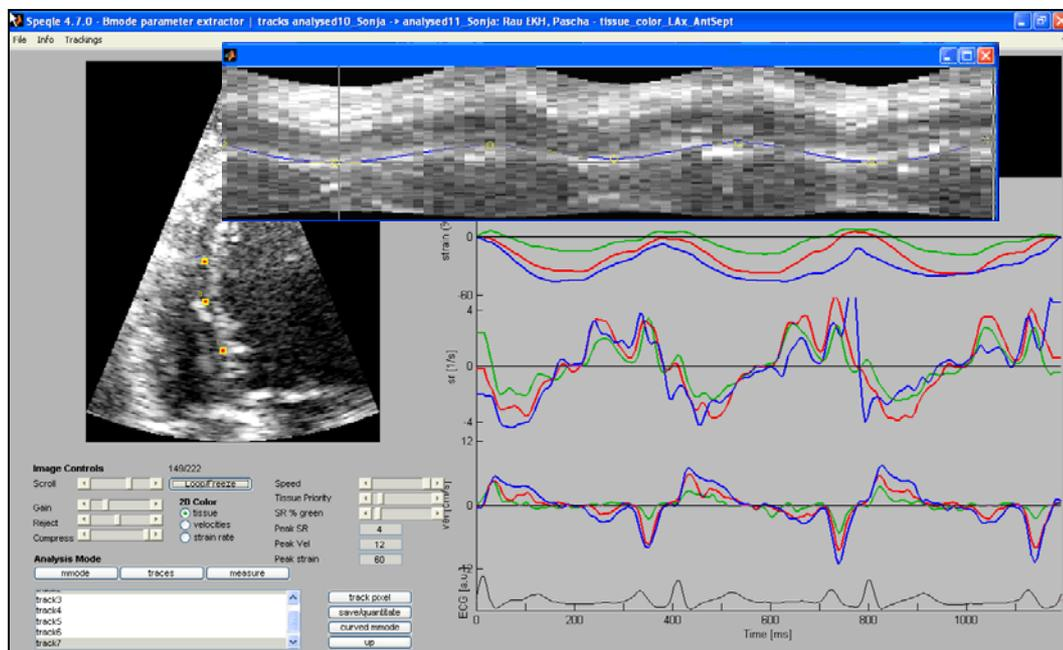 Speqle 4.7.0 - Bmode parameter extractor | tracks analysed10_Sonja -> analysed11_Sonja: Rau EKH, Pascha - tissue_color_LAx_AntSept
File Info Trackings
strain (%
0
-60
4
sr [1/s]
0
-4
12
vel [cm/s]
0
ECG [a.u.]
0 200 400 600 800 1000
Time [ms]
Image Controls 149/222
Scroll Loop/Freeze Speed
Gain 2D Color Tissue Priority
Reject tissue SR % green
Compress velocities Peak SR 4
strain rate Peak Vel 12
Peak strain 60
Analysis Mode
mmode traces measure
track3
track4
track5
track6
track7
track pixel
save/quantitate
curved mmode
up